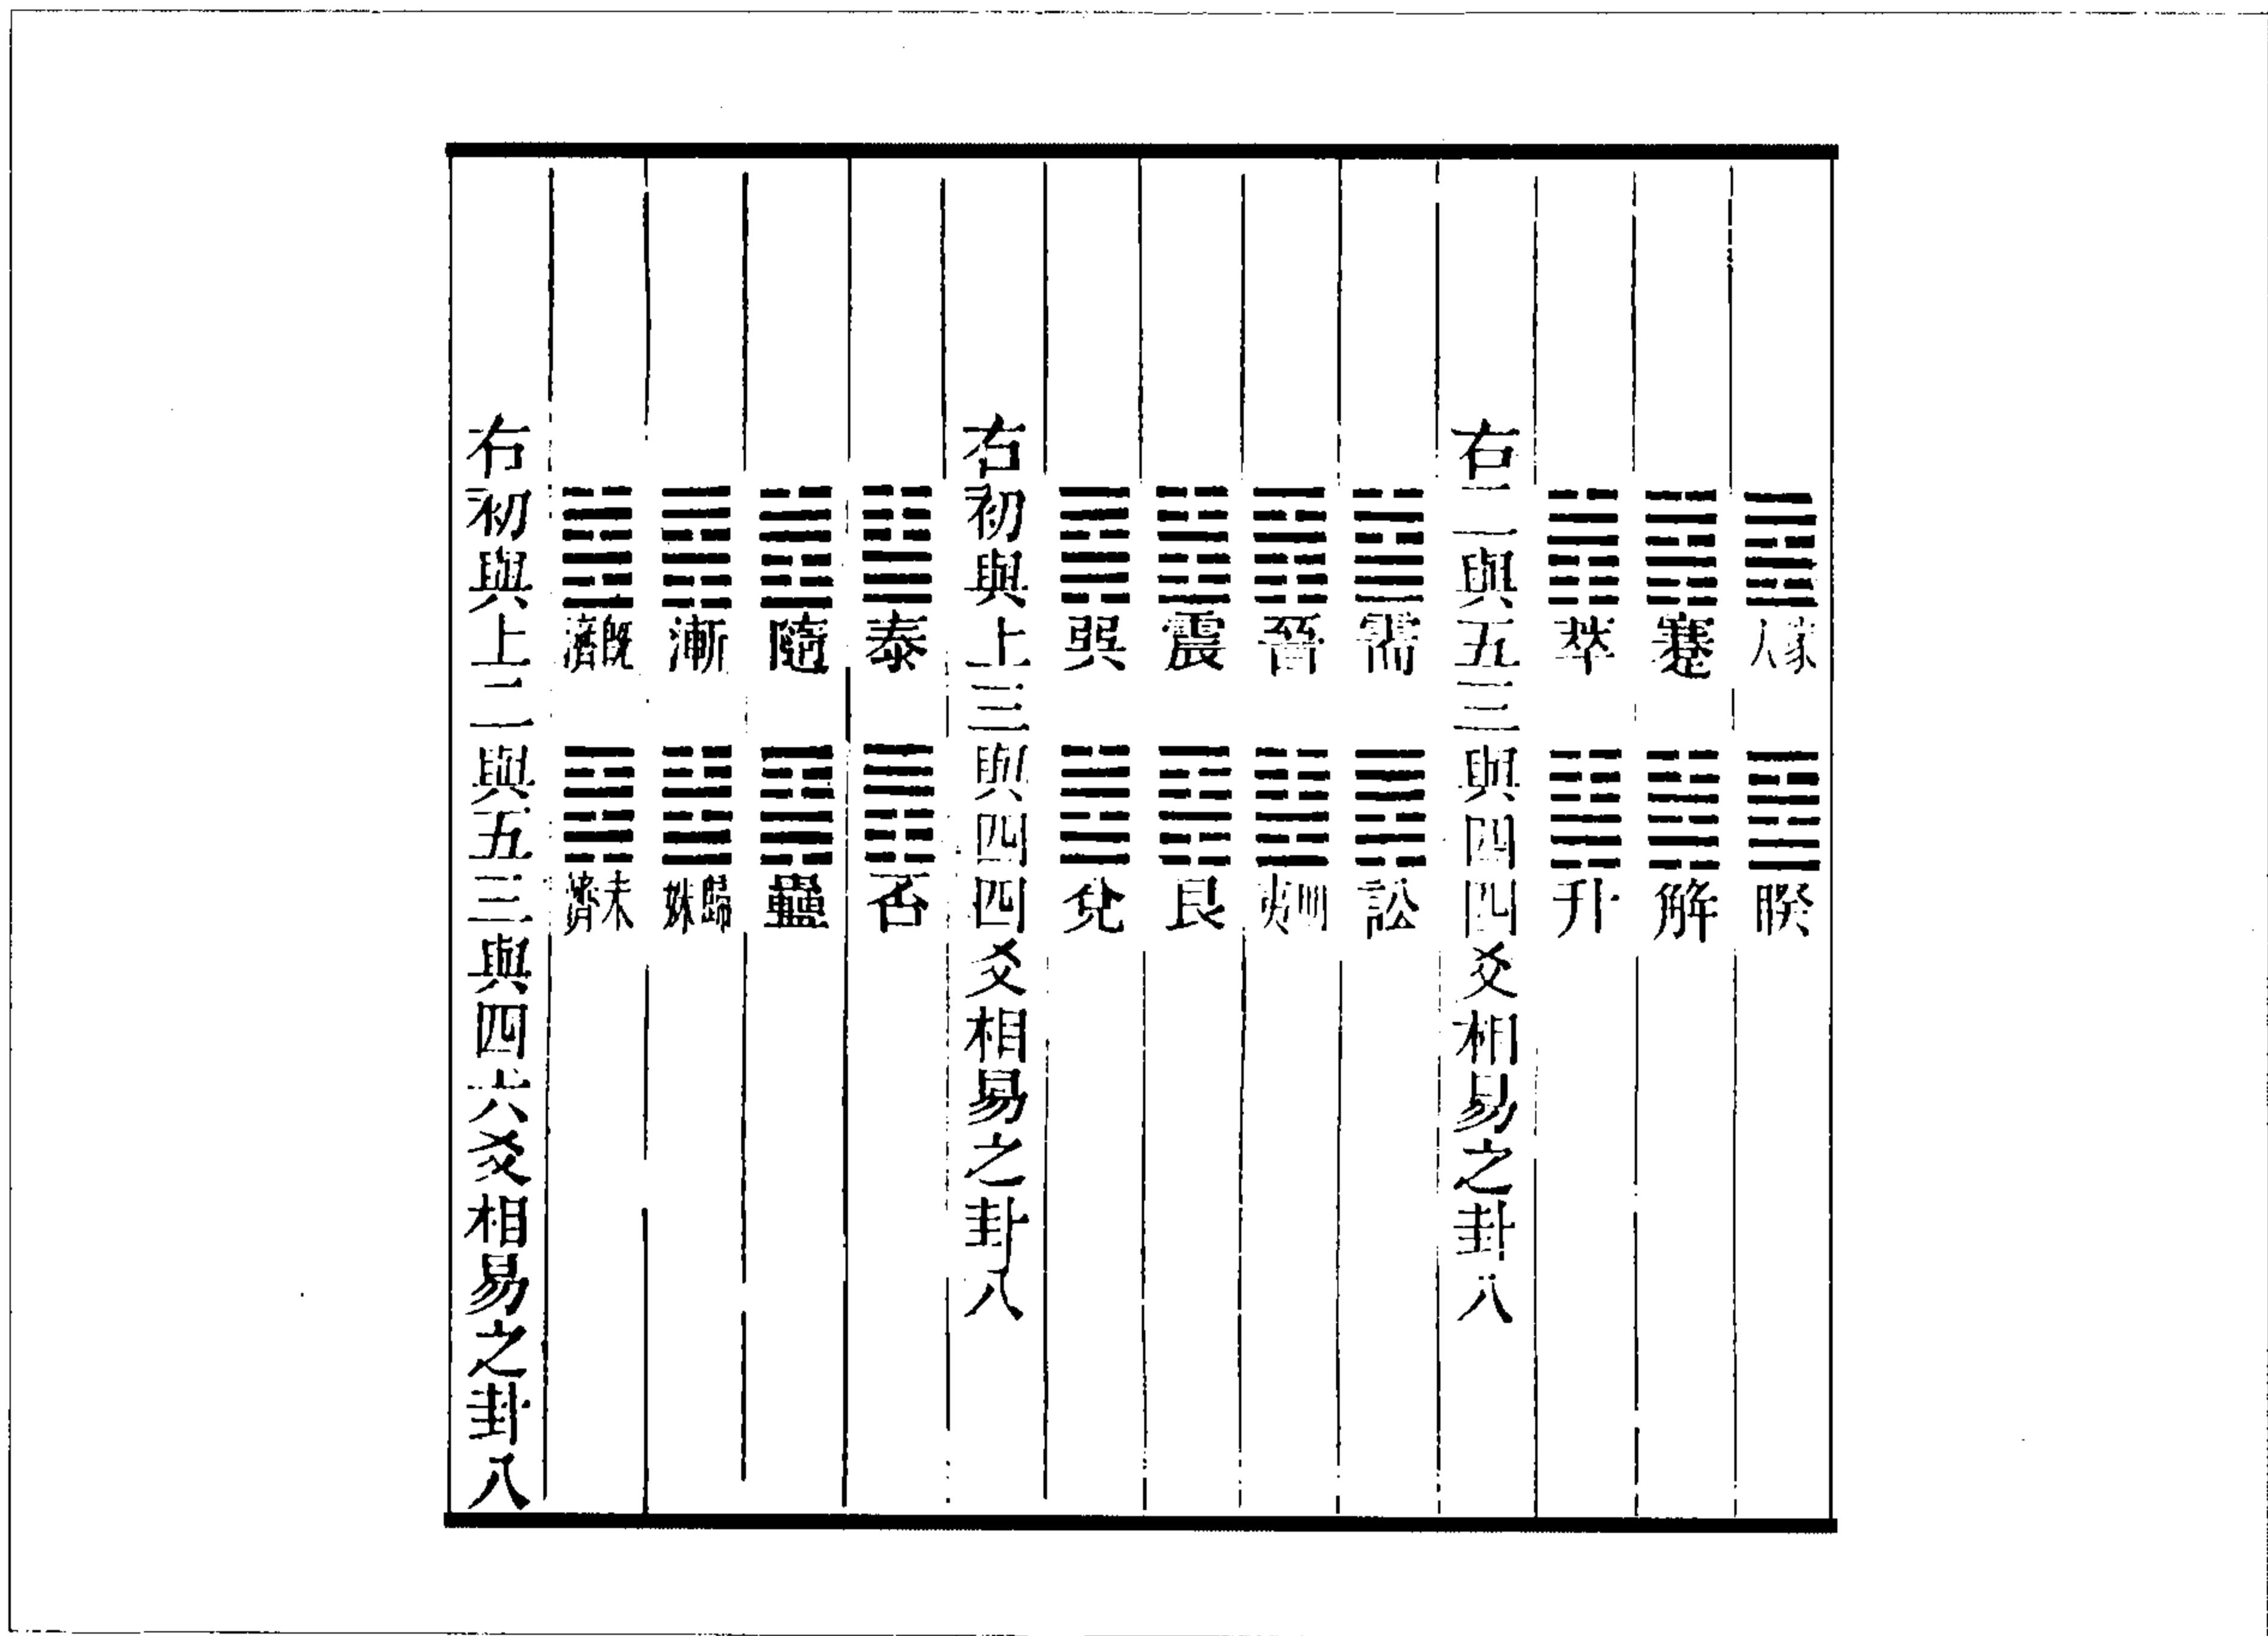 家人 睽
蹇 解
萃 升
右二與五三與四四爻相易之卦八
需 訟
晉 明夷
震 艮
巽 兌
右初與上三與四四爻相易之卦八
泰 否
隨 蠱
漸 歸妹
既濟 未濟
右初與上二與五三與四六爻相易之卦八